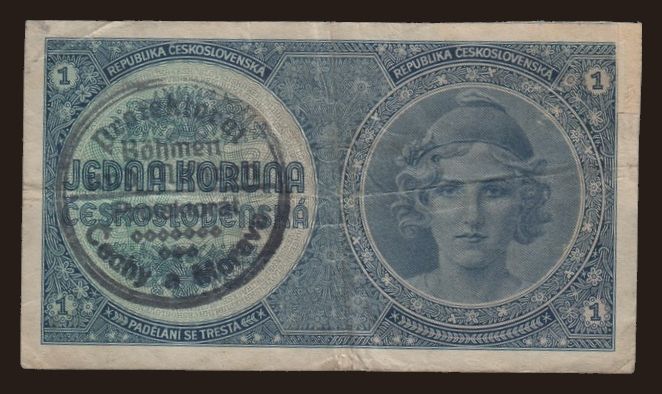 REPUBLIKA ČESKOSLOVENSKÁ
REPUBLIKA ČESKOSLOVENSKÁ
1
1
Protektorat
Böhmen
JEDNA KORUNA
ČESKOSLOVENSKÁ
Čechy a Morava
1
1
PADĚLÁNÍ SE TRESTÁ